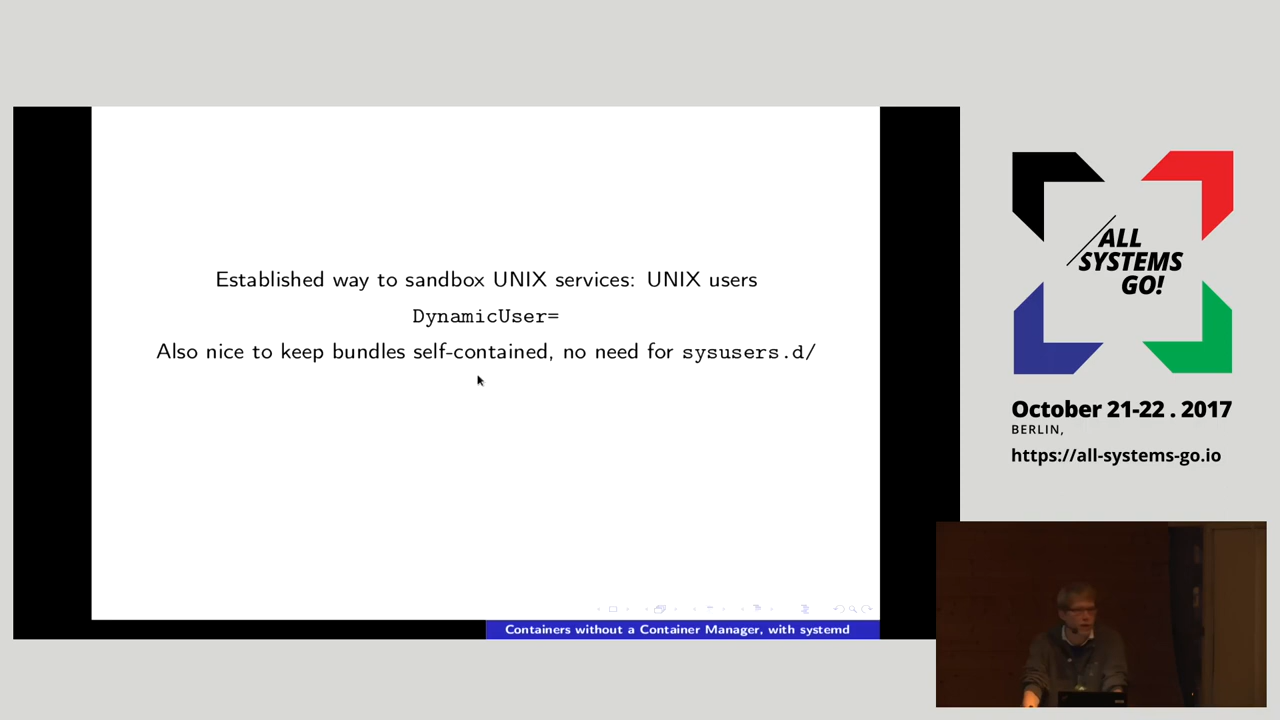 Established way to sandbox UNIX services: UNIX users
DynamicUser=
Also nice to keep bundles self-contained, no need for sysusers.d/
Containers without a Container Manager, with systemd
ALL
SYSTEMS
GO!
October 21-22 . 2017
BERLIN,
https://all-systems-go.io